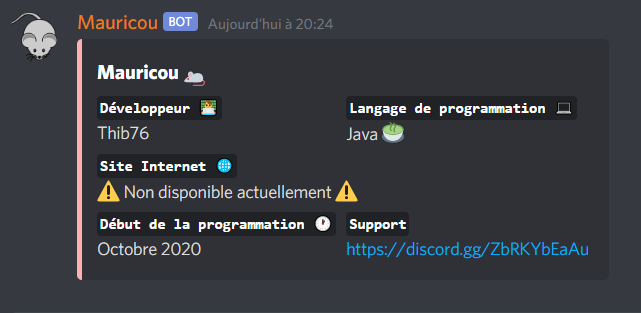 Mauricou BOT Aujourd'hui à 20:24
Mauricou 🐁
Développeur 👨‍💻 Langage de programmation 💻
Thib76 Java 🍵
Site Internet 🌐
⚠️ Non disponible actuellement ⚠️
Début de la programmation 🕐 Support
Octobre 2020 https://discord.gg/ZbRKYbEaAu